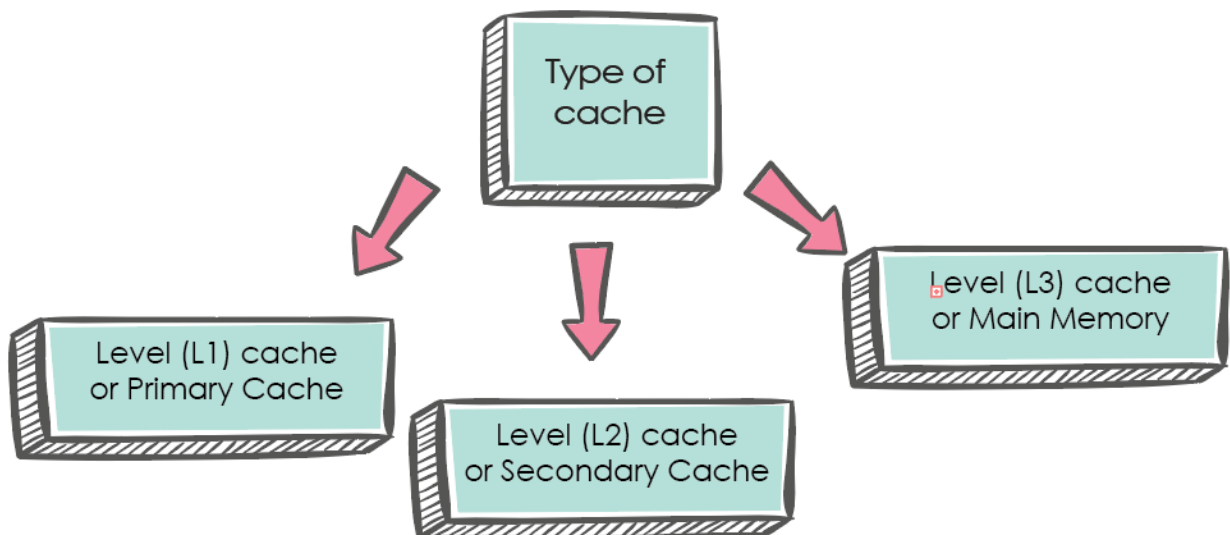 Type of
cache
Level (L1) cache
or Primary Cache
Level (L2) cache
or Secondary Cache
Level (L3) cache
or Main Memory